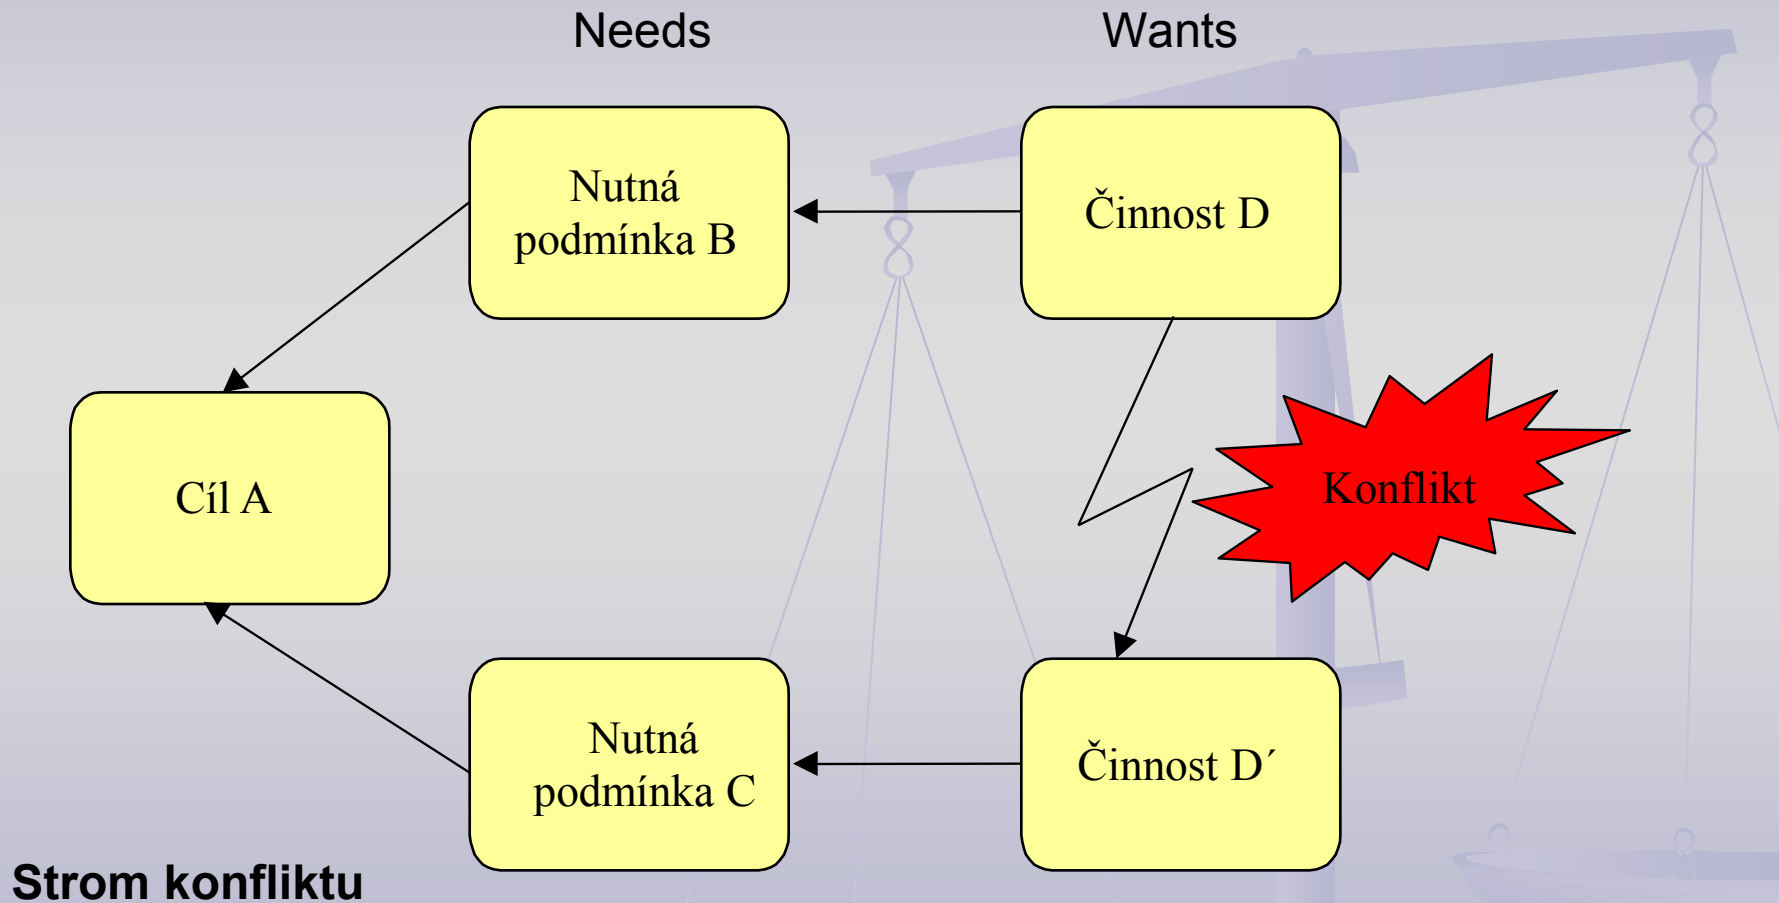 Needs
Wants
Nutná
podmínka B
Činnost D
Cíl A
Konflikt
Nutná
podmínka C
Činnost D´
Strom konfliktu